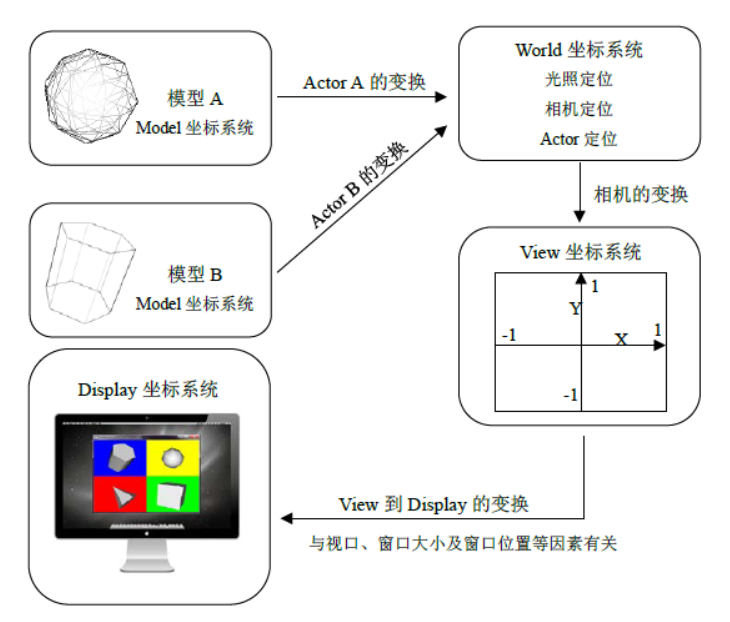 模型 A
Model 坐标系统
Actor A 的变换
World 坐标系统
光照定位
相机定位
Actor 定位
Actor B 的变换
相机的变换
模型 B
Model 坐标系统
View 坐标系统
1
Y
-1
X
1
-1
Display 坐标系统
View 到 Display 的变换
与视口、窗口大小及窗口位置等因素有关